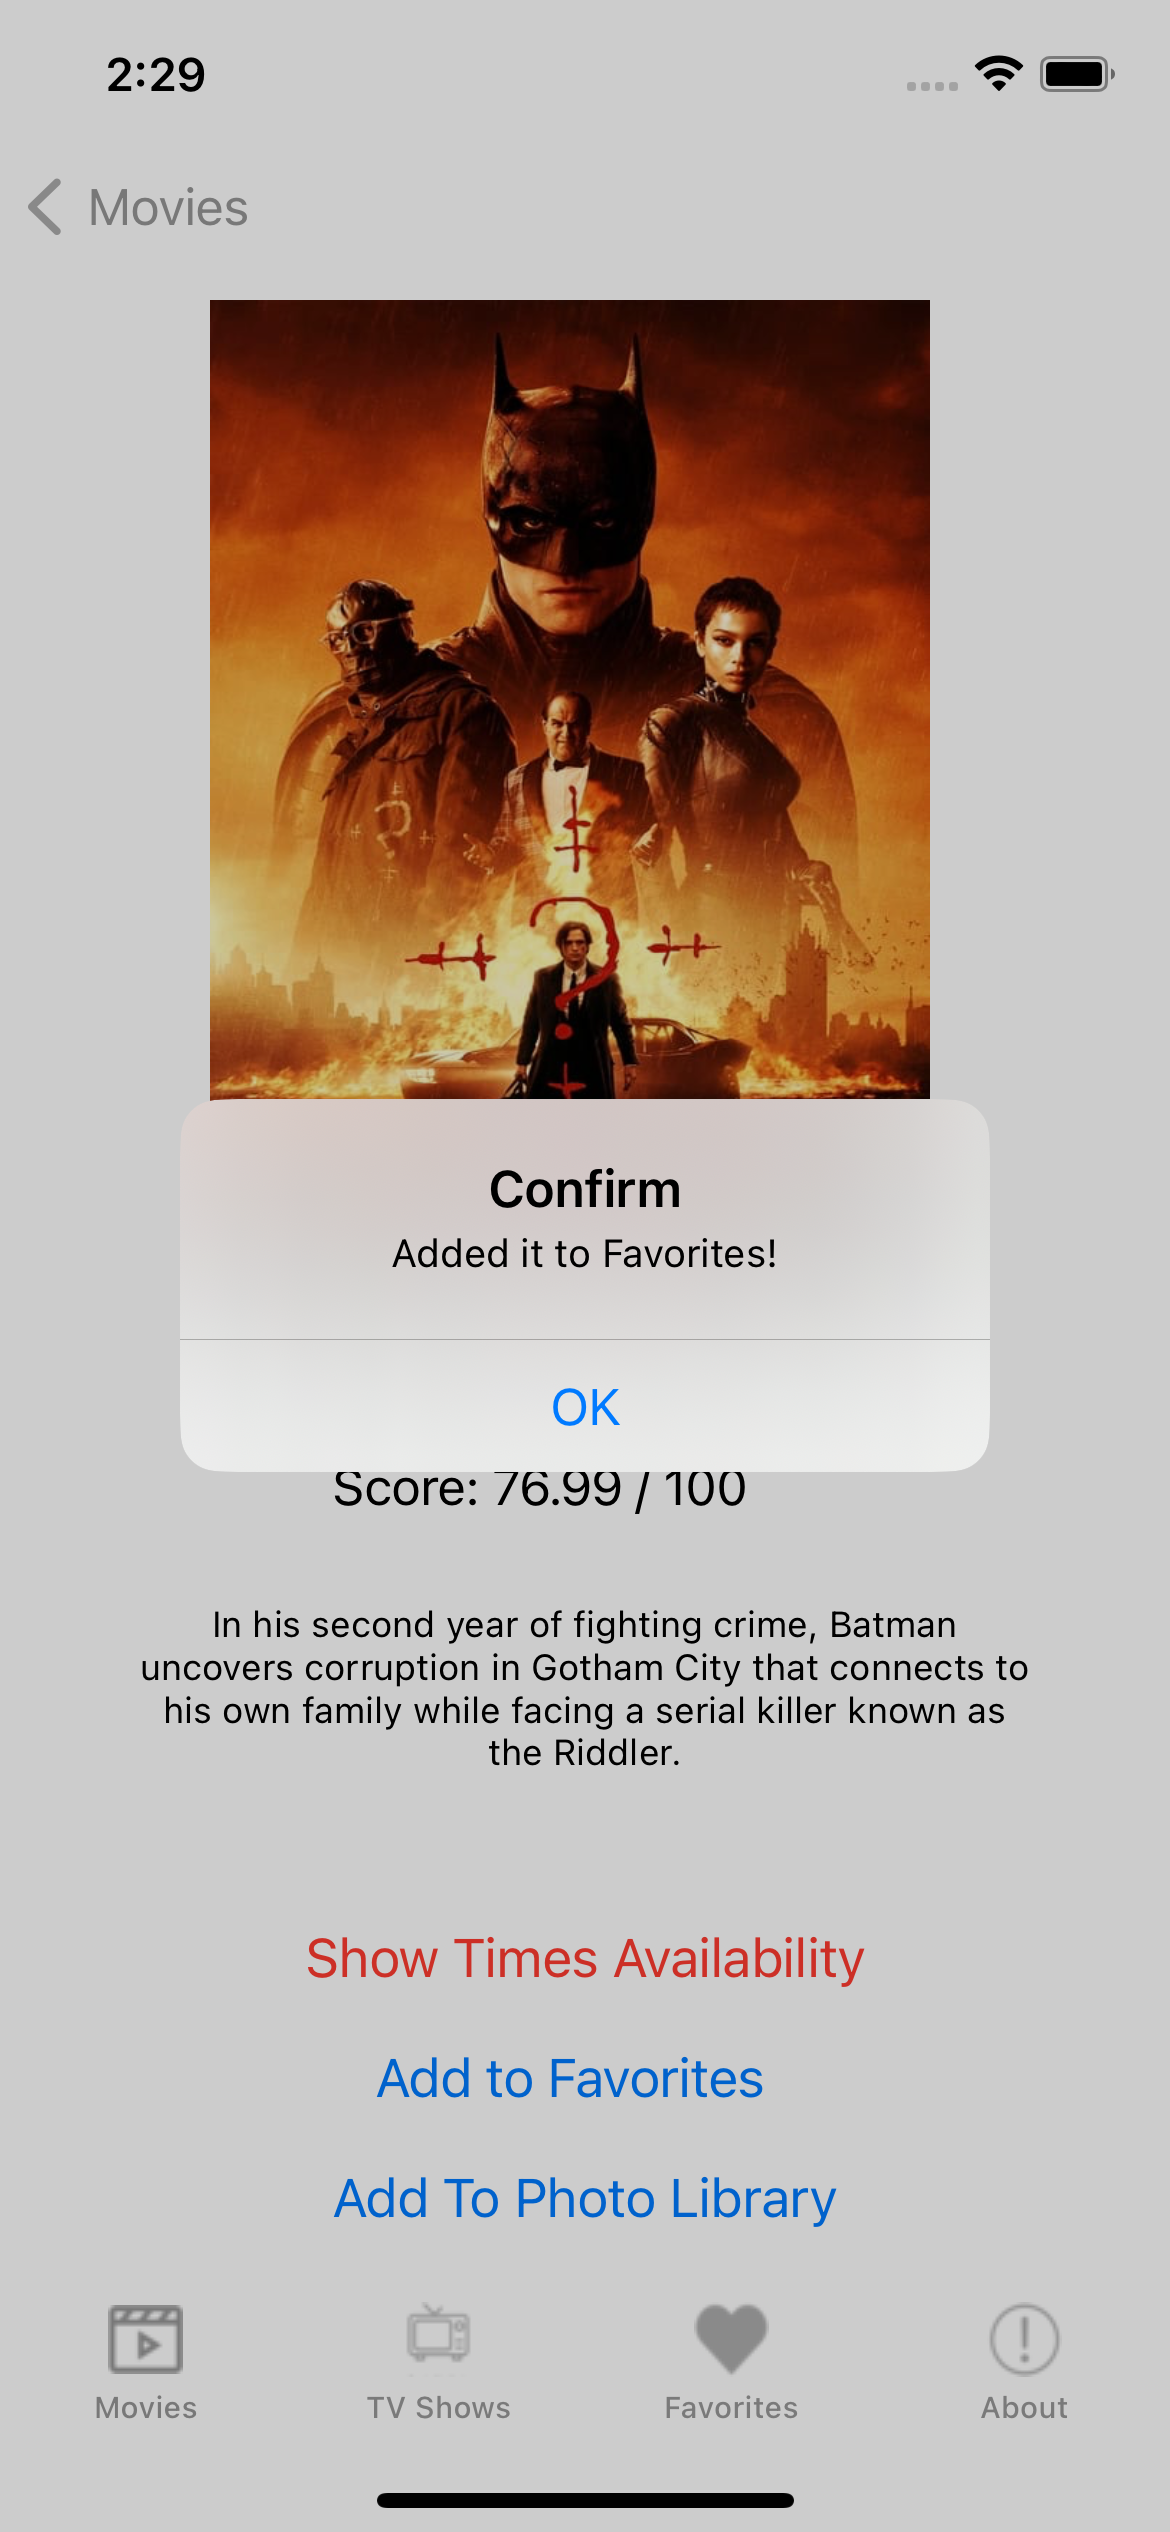 2:29
Movies
Confirm
Added it to Favorites!
OK
Score: 76.99 / 100
In his second year of fighting crime, Batman
uncovers corruption in Gotham City that connects to
his own family while facing a serial killer known as
the Riddler.
Show Times Availability
Add to Favorites
Add To Photo Library
Movies
TV Shows
Favorites
About